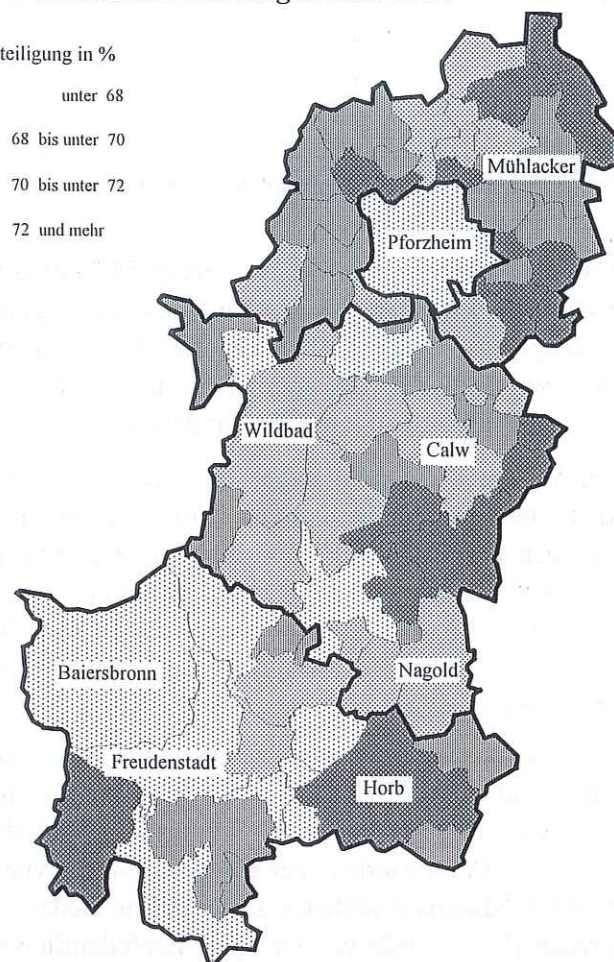 teiligung in %
unter 68
68 bis unter 70
70 bis unter 72
72 und mehr
Mühlacker
Pforzheim
Wildbad
Calw
Baiersbronn
Nagold
Freudenstadt
Horb